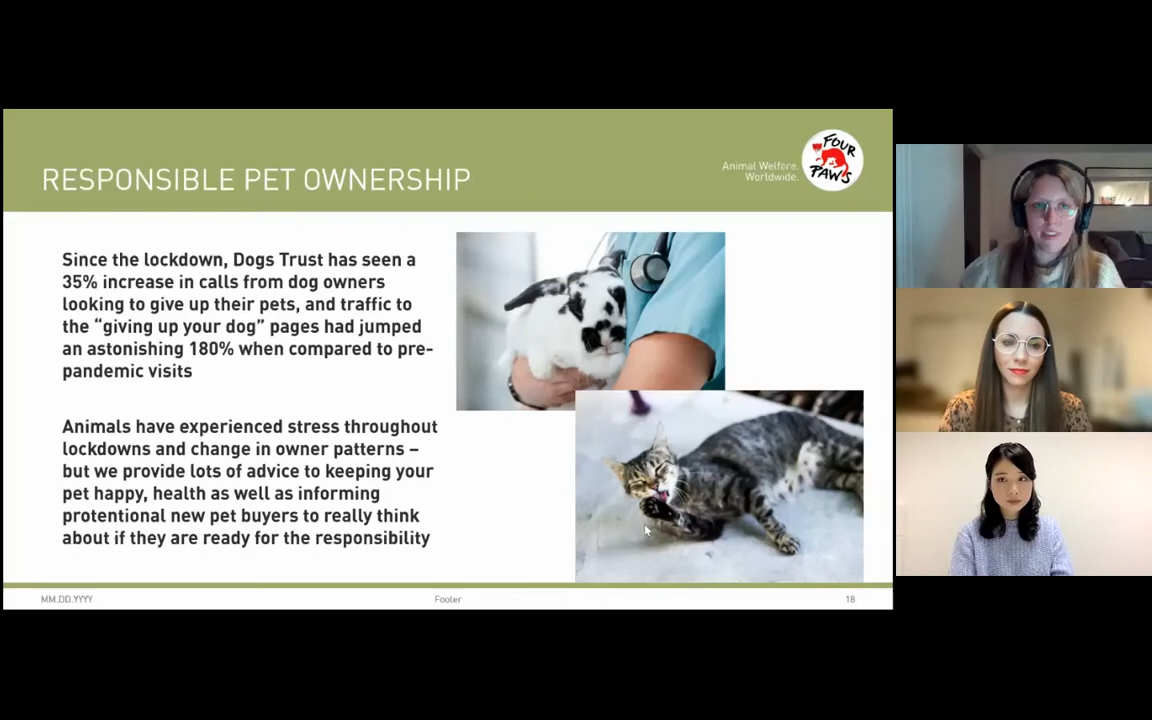 RESPONSIBLE PET OWNERSHIP
Animal Welfare.
Worldwide.
FOUR
PAWS
Since the lockdown, Dogs Trust has seen a
35% increase in calls from dog owners
looking to give up their pets, and traffic to
the “giving up your dog” pages had jumped
an astonishing 180% when compared to pre-
pandemic visits
Animals have experienced stress throughout
lockdowns and change in owner patterns –
but we provide lots of advice to keeping your
pet happy, health as well as informing
protentional new pet buyers to really think
about if they are ready for the responsibility
MM.DD.YYYY
Footer
18